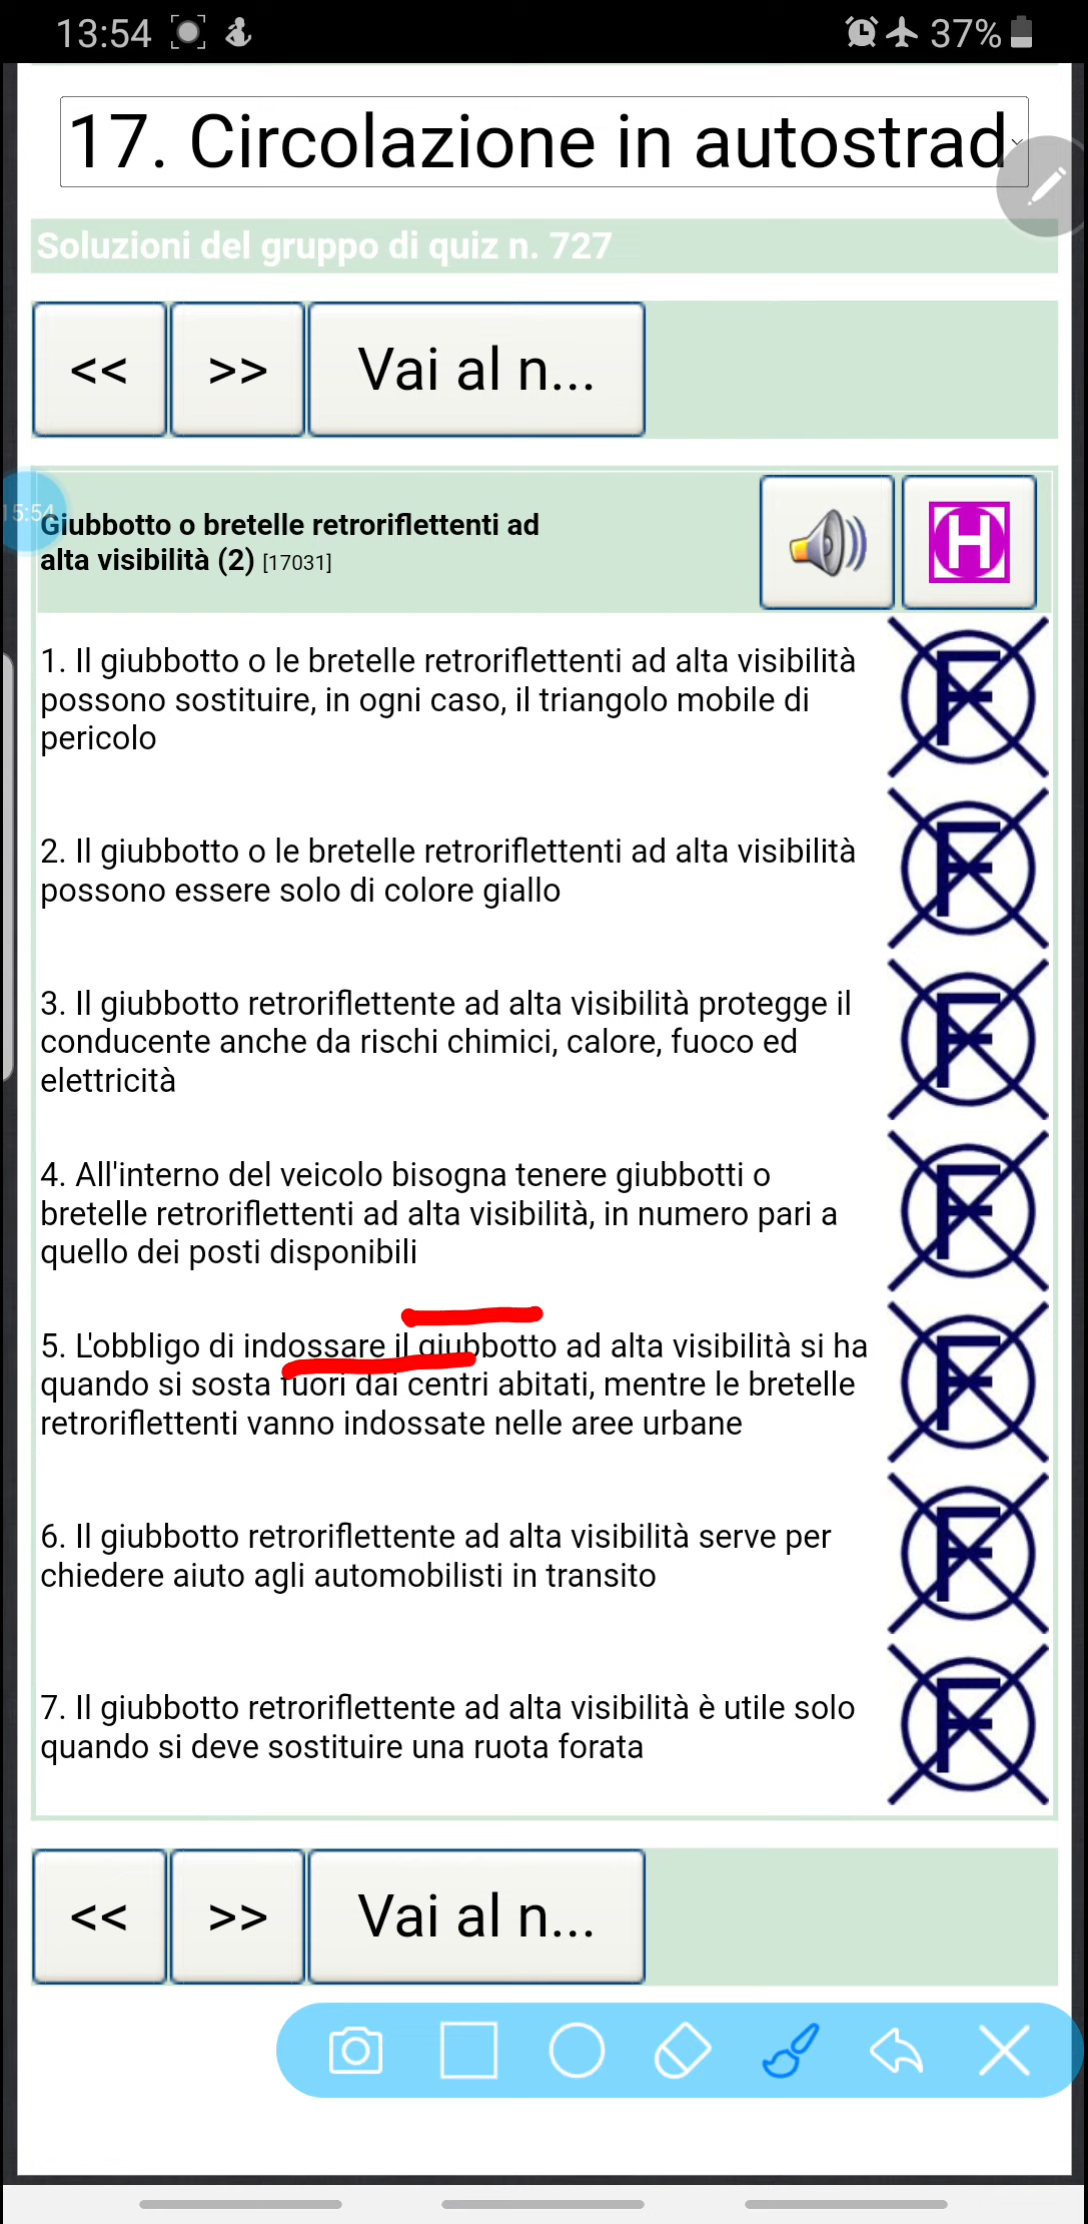 13:54
37%
17. Circolazione in autostrad
Soluzioni del gruppo di quiz n. 727
<<
>>
Vai al n...
15:54
Giubbotto o bretelle retroriflettenti ad
alta visibilità (2) [17031]
H
1. Il giubbotto o le bretelle retroriflettenti ad alta visibilità
possono sostituire, in ogni caso, il triangolo mobile di
pericolo
F
2. Il giubbotto o le bretelle retroriflettenti ad alta visibilità
possono essere solo di colore giallo
F
3. Il giubbotto retroriflettente ad alta visibilità protegge il
conducente anche da rischi chimici, calore, fuoco ed
elettricità
F
4. All'interno del veicolo bisogna tenere giubbotti o
bretelle retroriflettenti ad alta visibilità, in numero pari a
quello dei posti disponibili
F
5. L'obbligo di indossare il giubbotto ad alta visibilità si ha
quando si sosta fuori dai centri abitati, mentre le bretelle
retroriflettenti vanno indossate nelle aree urbane
F
6. Il giubbotto retroriflettente ad alta visibilità serve per
chiedere aiuto agli automobilisti in transito
F
7. Il giubbotto retroriflettente ad alta visibilità è utile solo
quando si deve sostituire una ruota forata
F
<<
>>
Vai al n...